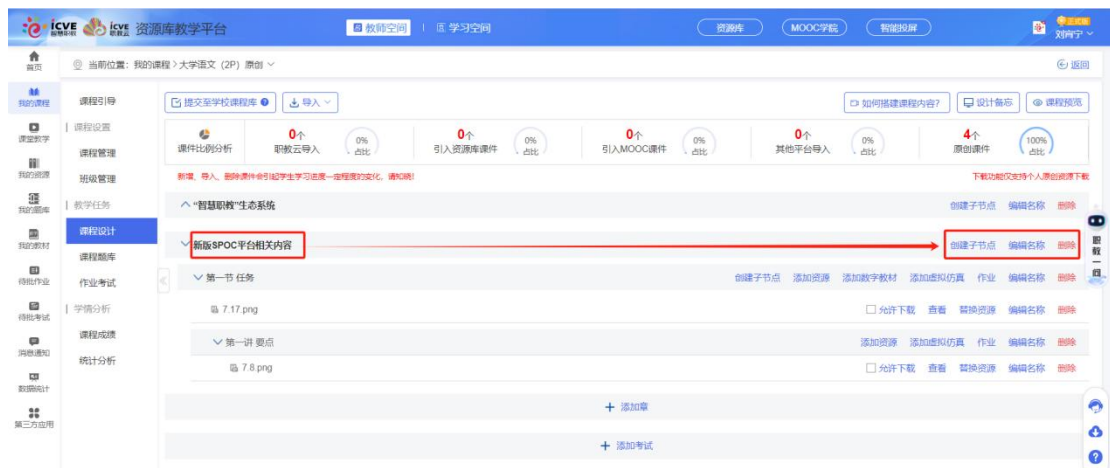 icve 智慧职教 icve 职教云 资源库教学平台 教师空间 学习空间 资源库 MOOC学院 智能投屏 正式版
刘宵宁
首页 当前位置：我的课程 > 大学语文（2P）原创 返回
我的课程
课堂教学
我的资源
我的题库
我的教材
待批作业
待批考试
消息通知
数据统计
第三方应用
课程引导
课程设置
课程管理
班级管理
教学任务
课程设计
课程题库
作业考试
学情分析
课程成绩
统计分析
提交至学校课程库 导入 如何搭建课程内容? 设计备忘 课程预览
课件比例分析
0个 职教云导入 0% 占比
0个 引入资源库课件 0% 占比
0个 引入MOOC课件 0% 占比
0个 其他平台导入 0% 占比
4个 原创课件 100% 占比
新增、导入、删除课件会引起学生学习进度一定程度的变化，请知晓! 下载功能仅支持个人原创资源下载
“智慧职教”生态系统 创建子节点 编辑名称 删除
新版SPOC平台相关内容 创建子节点 编辑名称 删除
第一节 任务 创建子节点 添加资源 添加数字教材 添加虚拟仿真 作业 编辑名称 删除
7.17.png 允许下载 查看 替换资源 编辑名称 删除
第一讲 要点 添加资源 添加虚拟仿真 作业 编辑名称 删除
7.8.png 允许下载 查看 替换资源 编辑名称 删除
+ 添加章
+ 添加考试
职教一问